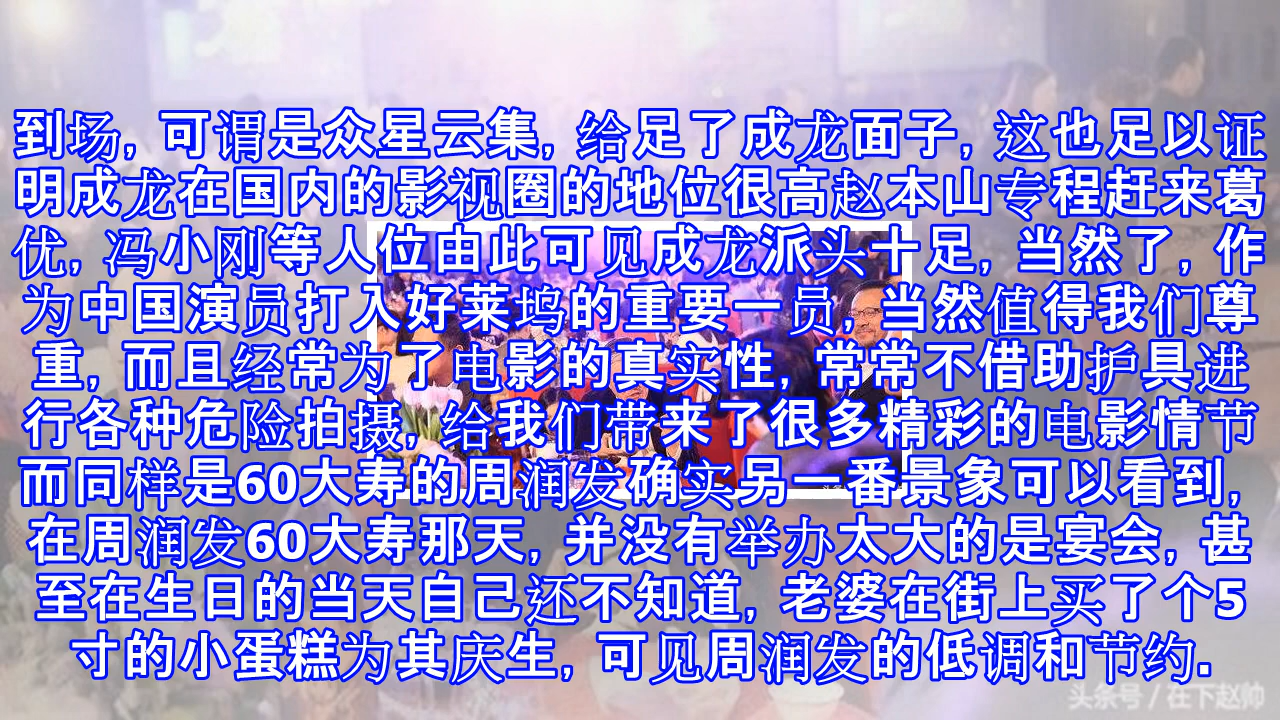 到场, 可谓是众星云集, 给足了成龙面子, 这也足以证
明成龙在国内的影视圈的地位很高赵本山专程赶来葛
优, 冯小刚等人位由此可见成龙派头十足, 当然了, 作
为中国演员打入好莱坞的重要一员, 当然值得我们尊
重, 而且经常为了电影的真实性, 常常不借助护具进
行各种危险拍摄, 给我们带来了很多精彩的电影情节
而同样是60大寿的周润发确实另一番景象可以看到,
在周润发60大寿那天, 并没有举办太大的是宴会, 甚
至在生日的当天自己还不知道, 老婆在街上买了个5
寸的小蛋糕为其庆生, 可见周润发的低调和节约.
头条号 / 在下赵帅